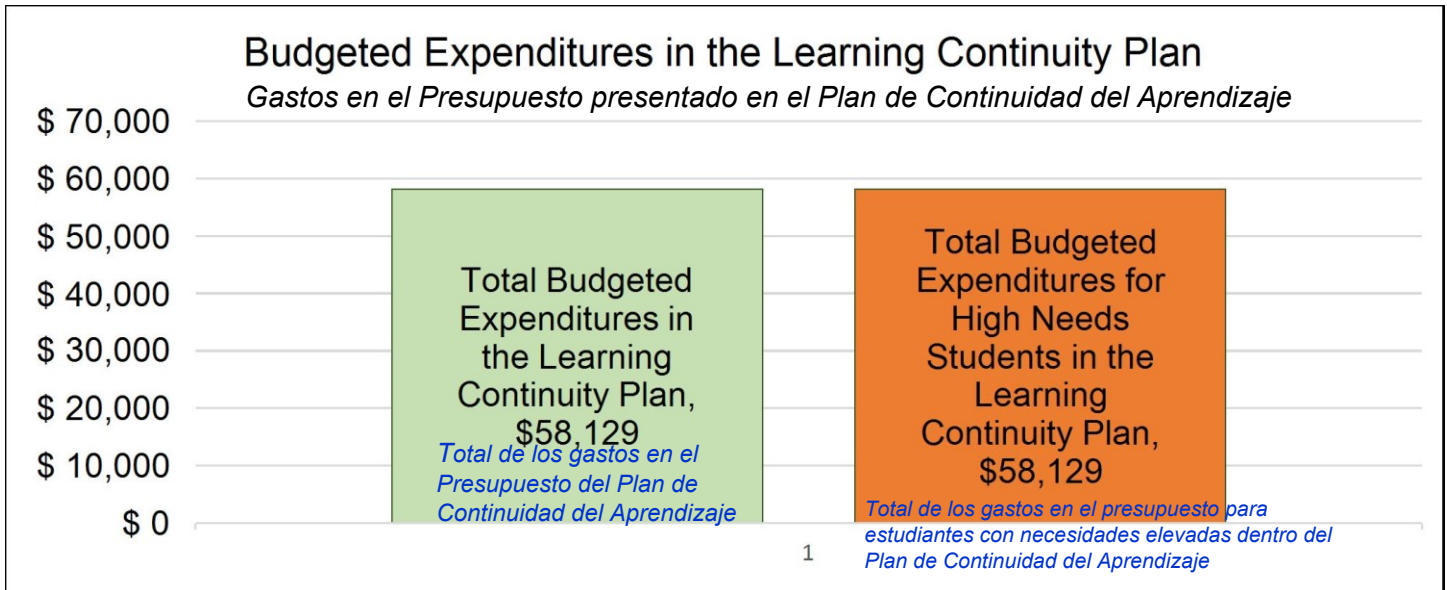 Budgeted Expenditures in the Learning Continuity Plan
Gastos en el Presupuesto presentado en el Plan de Continuidad del Aprendizaje
$ 70,000
$ 60,000
$ 50,000
$ 40,000
$ 30,000
$ 20,000
$ 10,000
$ 0
Total Budgeted
Expenditures in
the Learning
Continuity Plan,
$58,129
Total de los gastos en el
Presupuesto del Plan de
Continuidad del Aprendizaje
Total Budgeted
Expenditures for
High Needs
Students in the
Learning
Continuity Plan,
$58,129
Total de los gastos en el presupuesto para
estudiantes con necesidades elevadas dentro del
Plan de Continuidad del Aprendizaje
1